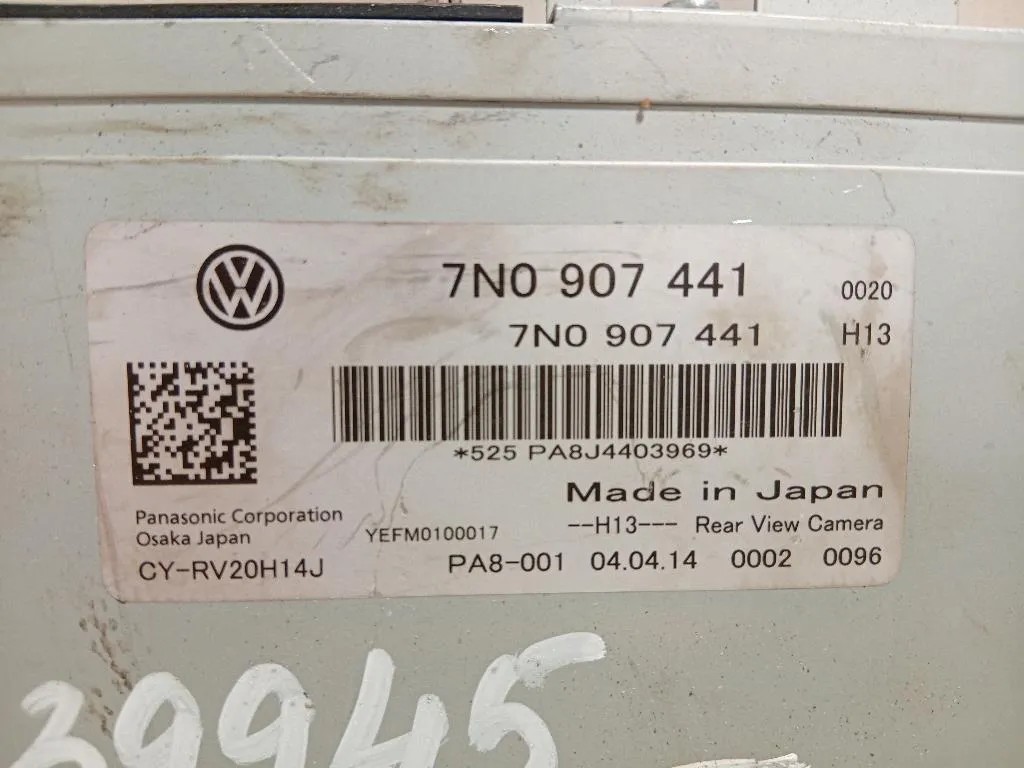 7N0 907 441 0020
7N0 907 441 H13
*525 PA8J4403969*
Made in Japan
Panasonic Corporation
Osaka Japan
YEFM0100017
--H13--- Rear View Camera
CY-RV20H14J
PA8-001 04.04.14 0002 0096
39945